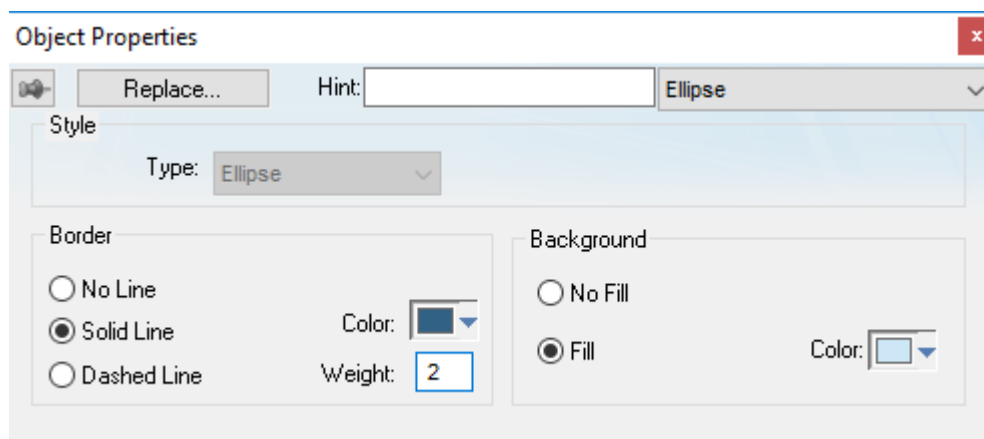 Object Properties
x
Replace... Hint: Ellipse
Style
Type: Ellipse
Border
No Line
Solid Line Color:
Dashed Line Weight: 2
Background
No Fill
Fill Color: